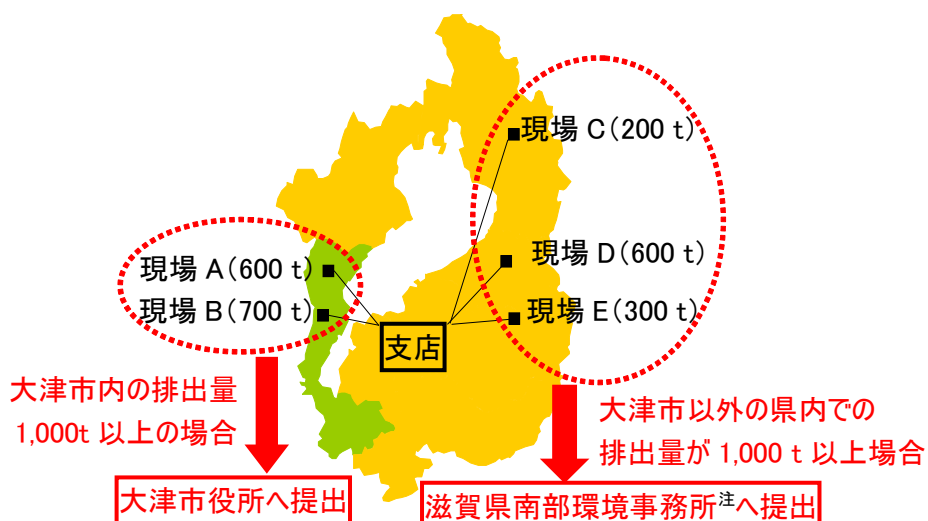 現場 C(200 t)
現場 A(600 t)
現場 B(700 t)
現場 D(600 t)
現場 E(300 t)
支店
大津市内の排出量
1,000t 以上の場合
大津市役所へ提出
大津市以外の県内での
排出量が 1,000 t 以上場合
滋賀県南部環境事務所注へ提出